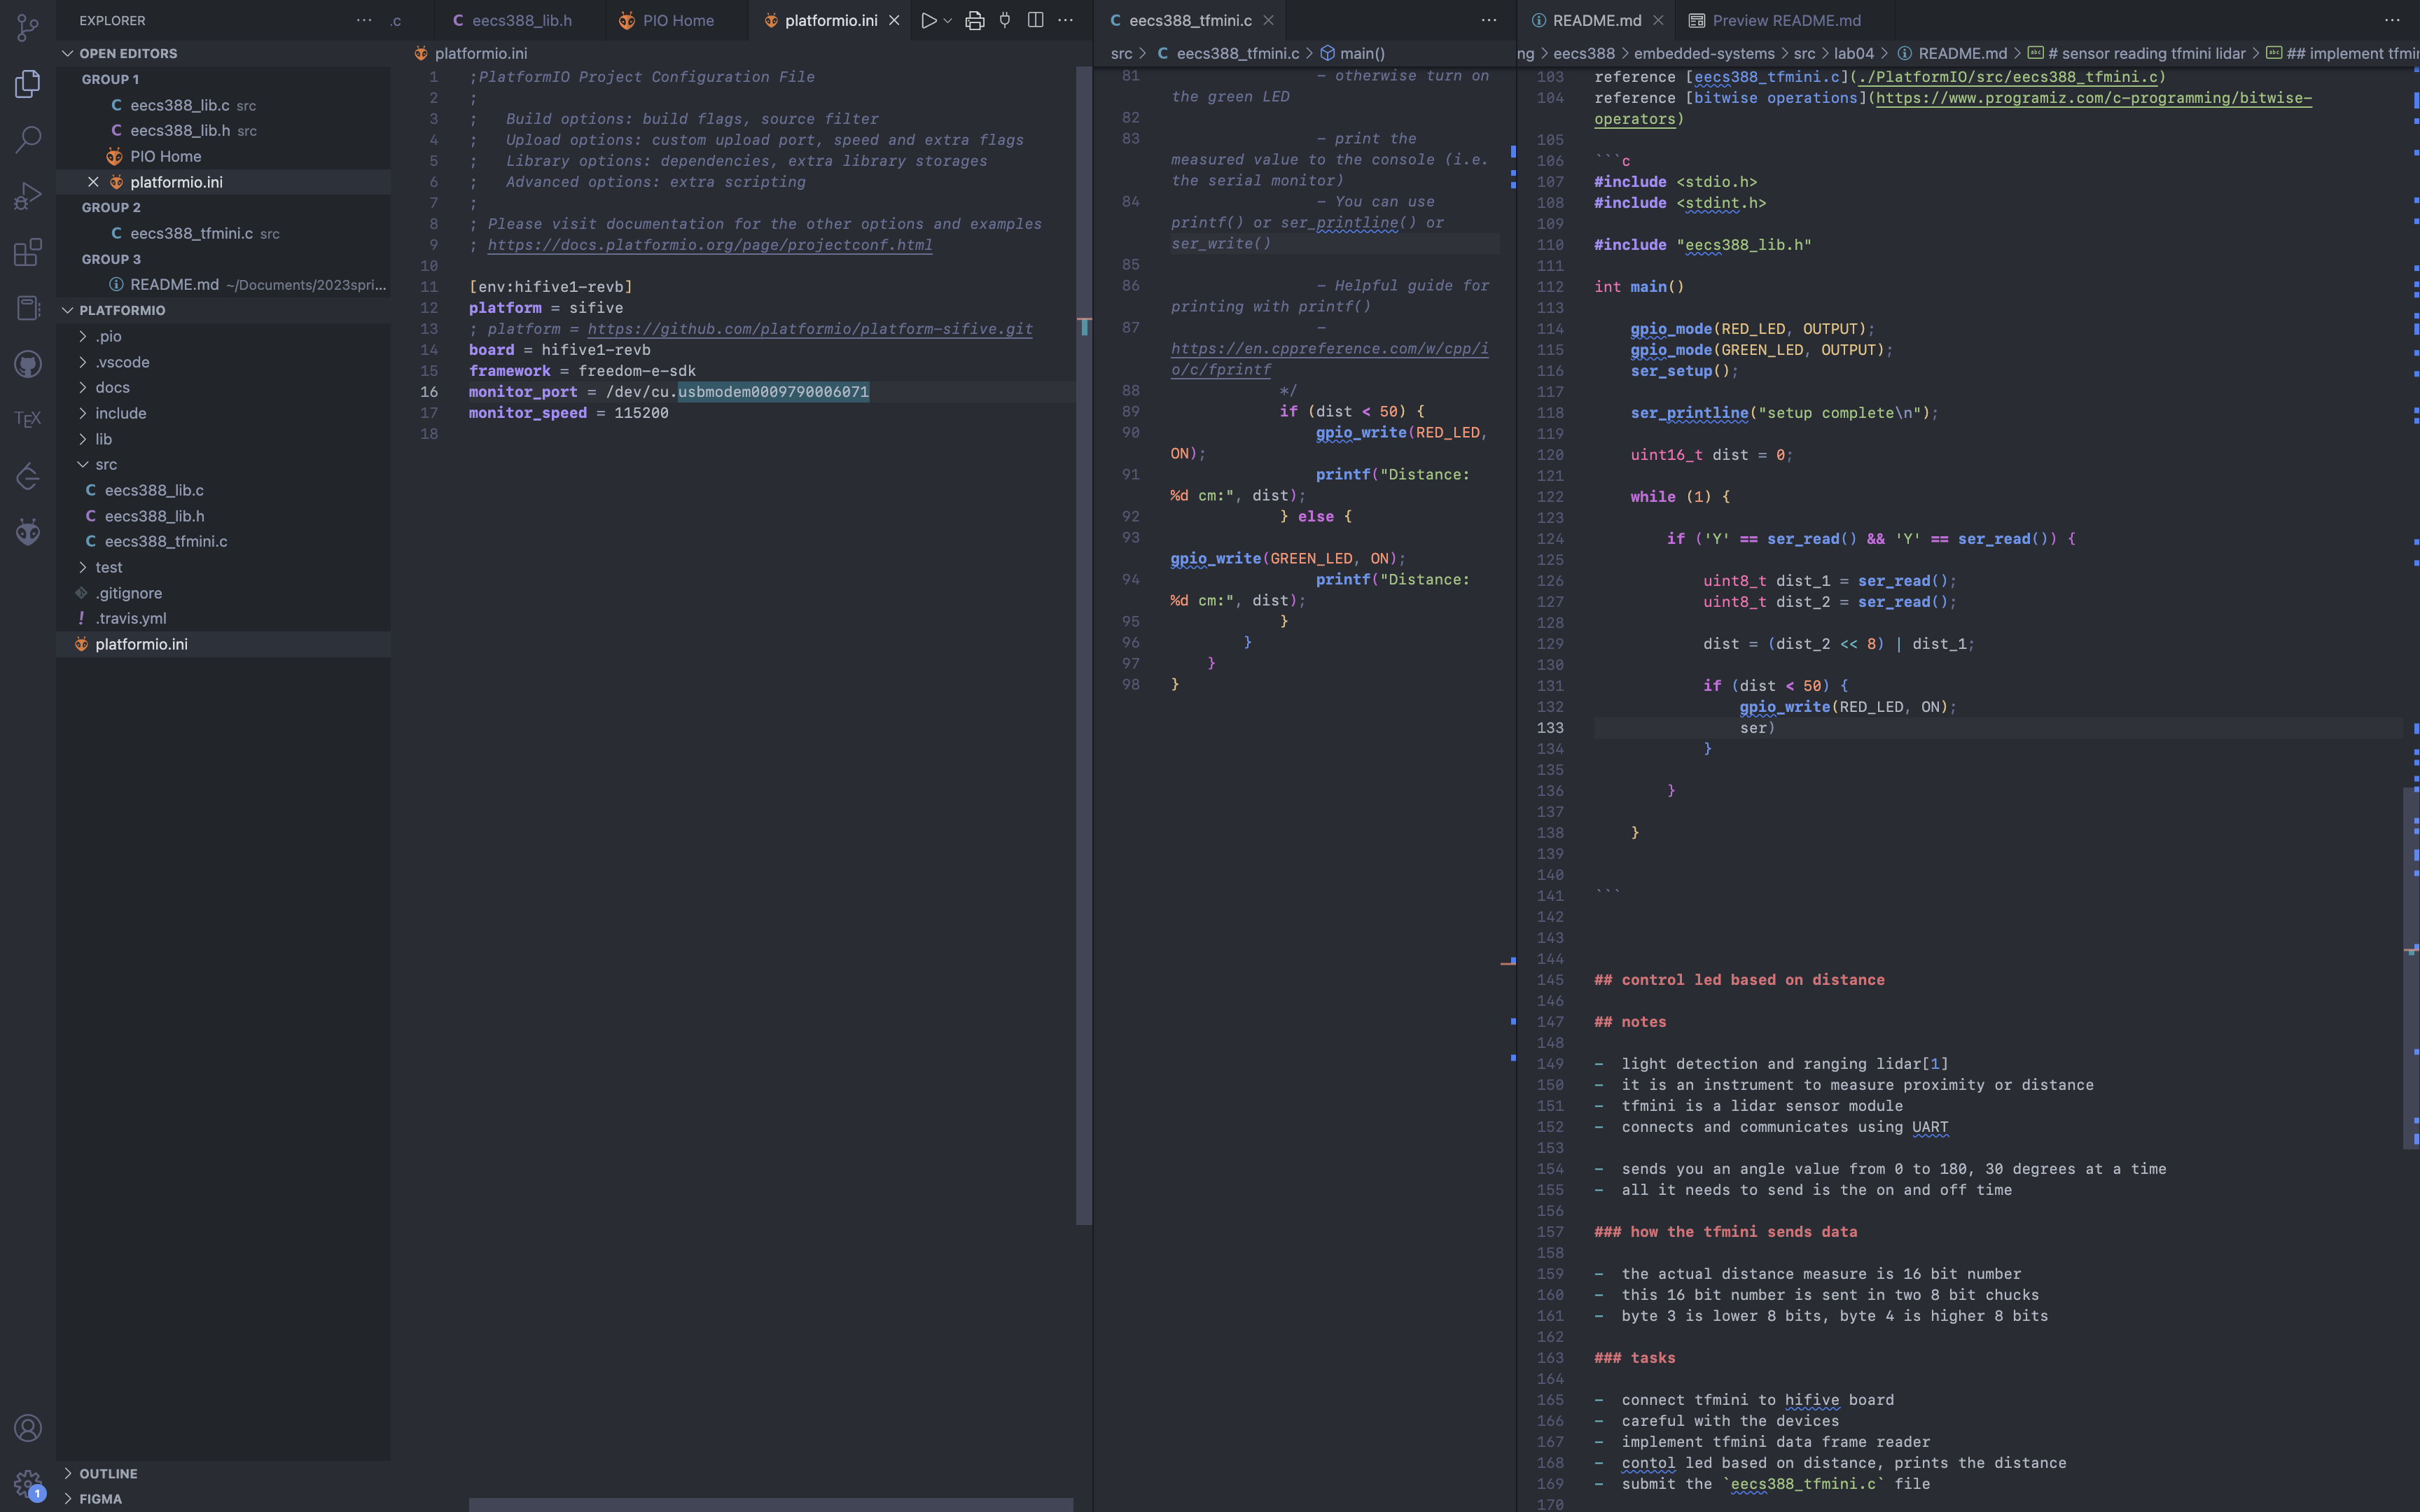 EXPLORER
OPEN EDITORS
GROUP 1
C eecs388_lib.c src
C eecs388_lib.h src
PIO Home
platformio.ini
GROUP 2
C eecs388_tfmini.c src
GROUP 3
README.md ~/Documents/2023spri...
PLATFORMIO
.pio
.vscode
docs
include
lib
src
C eecs388_lib.c
C eecs388_lib.h
C eecs388_tfmini.c
test
.gitignore
! .travis.yml
platformio.ini
OUTLINE
FIGMA
TEX
1
.c
C eecs388_lib.h
PIO Home
platformio.ini
platformio.ini
1 ;PlatformIO Project Configuration File
2 ;
3 ;   Build options: build flags, source filter
4 ;   Upload options: custom upload port, speed and extra flags
5 ;   Library options: dependencies, extra library storages
6 ;   Advanced options: extra scripting
7 ;
8 ; Please visit documentation for the other options and examples
9 ; https://docs.platformio.org/page/projectconf.html
10
11 [env:hifive1-revb]
12 platform = sifive
13 ; platform = https://github.com/platformio/platform-sifive.git
14 board = hifive1-revb
15 framework = freedom-e-sdk
16 monitor_port = /dev/cu.usbmodem0009790006071
17 monitor_speed = 115200
18
C eecs388_tfmini.c
src > C eecs388_tfmini.c > main()
81 - otherwise turn on
the green LED
82
83 - print the
measured value to the console (i.e.
the serial monitor)
84 - You can use
printf() or ser_printline() or
ser_write()
85
86 - Helpful guide for
printing with printf()
87 -
https://en.cppreference.com/w/cpp/i
o/c/fprintf
88 */
89 if (dist < 50) {
90 gpio_write(RED_LED,
ON);
91 printf("Distance:
%d cm:", dist);
92 } else {
93
gpio_write(GREEN_LED, ON);
94 printf("Distance:
%d cm:", dist);
95 }
96 }
97 }
98 }
README.md
Preview README.md
ng > eecs388 > embedded-systems > src > lab04 > README.md > # sensor reading tfmini lidar > ## implement tfmi
103 reference [eecs388_tfmini.c](./PlatformIO/src/eecs388_tfmini.c)
104 reference [bitwise operations](https://www.programiz.com/c-programming/bitwise-
operators)
105
106 ```c
107 #include <stdio.h>
108 #include <stdint.h>
109
110 #include "eecs388_lib.h"
111
112 int main()
113
114 gpio_mode(RED_LED, OUTPUT);
115 gpio_mode(GREEN_LED, OUTPUT);
116 ser_setup();
117
118 ser_printline("setup complete\n");
119
120 uint16_t dist = 0;
121
122 while (1) {
123
124 if ('Y' == ser_read() && 'Y' == ser_read()) {
125
126 uint8_t dist_1 = ser_read();
127 uint8_t dist_2 = ser_read();
128
129 dist = (dist_2 << 8) | dist_1;
130
131 if (dist < 50) {
132 gpio_write(RED_LED, ON);
133 ser)
134 }
135
136 }
137
138 }
139
140
141 ```
142
143
144
145 ## control led based on distance
146
147 ## notes
148
149 - light detection and ranging lidar[1]
150 - it is an instrument to measure proximity or distance
151 - tfmini is a lidar sensor module
152 - connects and communicates using UART
153
154 - sends you an angle value from 0 to 180, 30 degrees at a time
155 - all it needs to send is the on and off time
156
157 ### how the tfmini sends data
158
159 - the actual distance measure is 16 bit number
160 - this 16 bit number is sent in two 8 bit chucks
161 - byte 3 is lower 8 bits, byte 4 is higher 8 bits
162
163 ### tasks
164
165 - connect tfmini to hifive board
166 - careful with the devices
167 - implement tfmini data frame reader
168 - contol led based on distance, prints the distance
169 - submit the `eecs388_tfmini.c` file
170